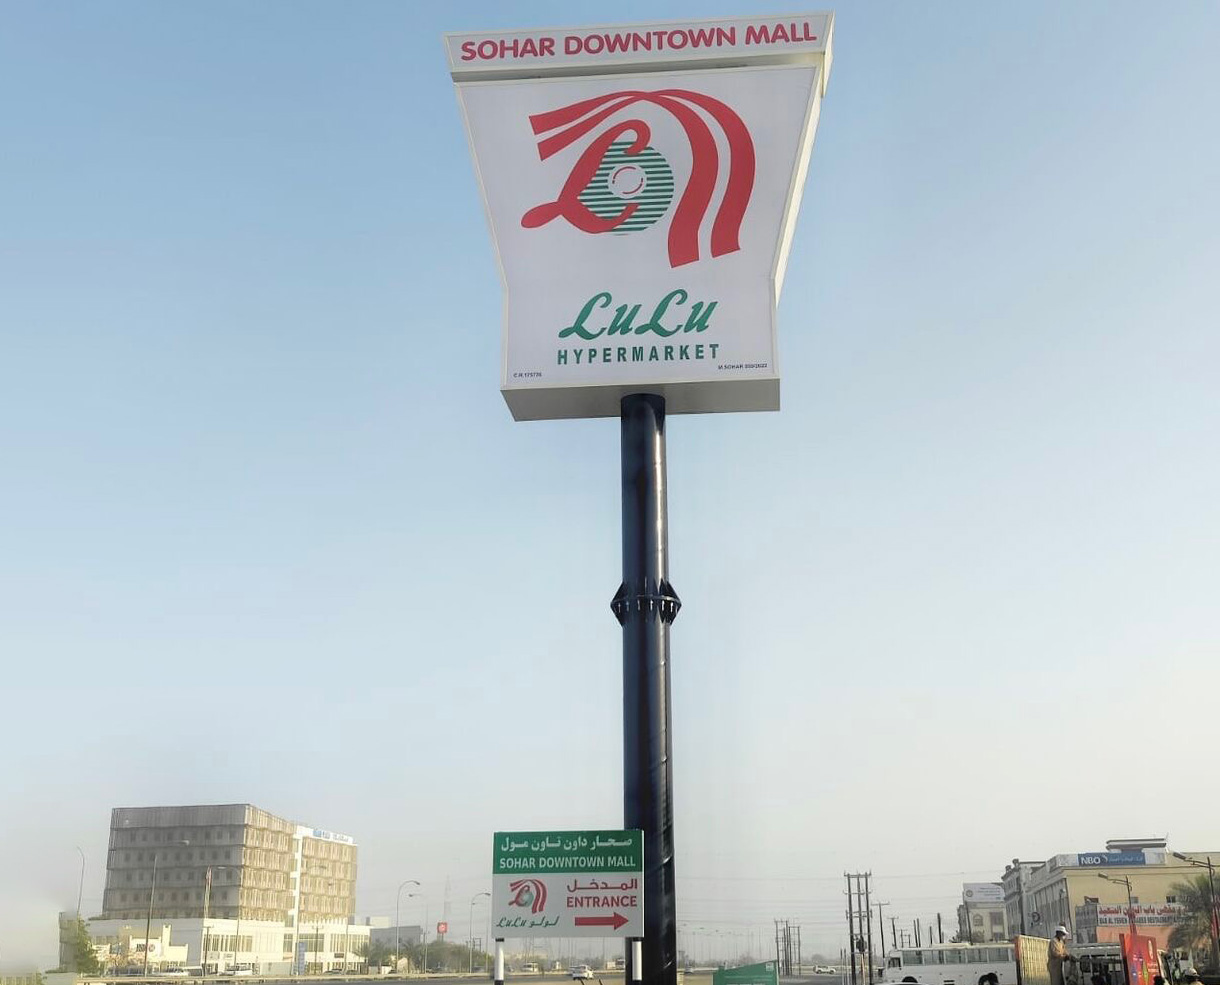 SOHAR DOWNTOWN MALL
LuLu
HYPERMARKET
صحار داون تاون مول
SOHAR DOWNTOWN MALL
المدخل
ENTRANCE
LuLu لولو
NBO